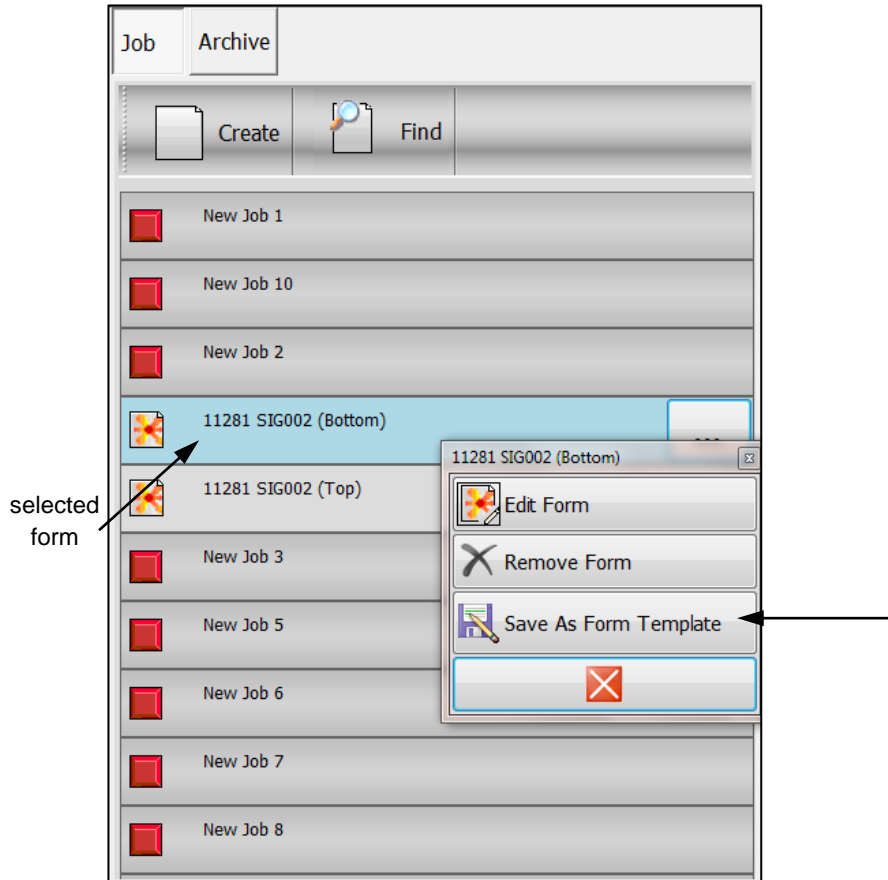 Job Archive
Create Find
New Job 1
New Job 10
New Job 2
11281 SIG002 (Bottom)
...
11281 SIG002 (Bottom)
Edit Form
11281 SIG002 (Top)
selected
form
Remove Form
New Job 3
Save As Form Template
New Job 5
New Job 6
New Job 7
New Job 8